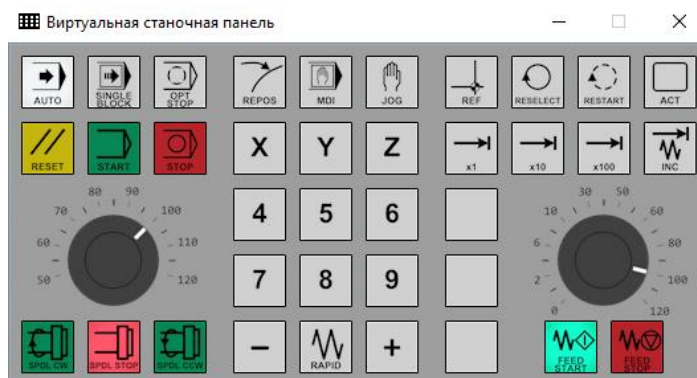 Виртуальная станочная панель
AUTO
SINGLE
BLOCK
OPT
STOP
REPOS
MDI
JOG
REF
RESELECT
RESTART
ACT
RESET
START
STOP
X
Y
Z
x1
x10
x100
INC
50
60
70
80
90
100
110
120
4
5
6
7
8
9
0
2
6
10
30
50
60
80
100
120
SPDL CW
SPDL STOP
SPDL CCW
−
RAPID
+
FEED
START
FEED
STOP